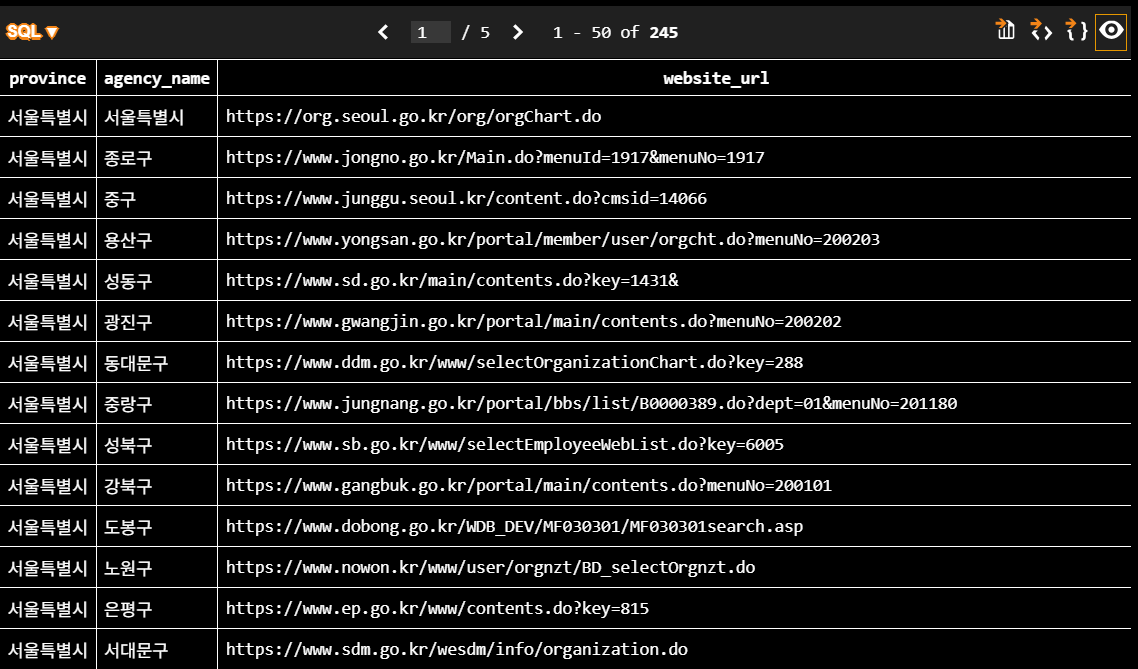 SQL▼ 1 / 5 1 - 50 of 245
province agency_name website_url
서울특별시 서울특별시 https://org.seoul.go.kr/org/orgChart.do
서울특별시 종로구 https://www.jongno.go.kr/Main.do?menuId=1917&menuNo=1917
서울특별시 중구 https://www.junggu.seoul.kr/content.do?cmsid=14066
서울특별시 용산구 https://www.yongsan.go.kr/portal/member/user/orgcht.do?menuNo=200203
서울특별시 성동구 https://www.sd.go.kr/main/contents.do?key=1431&
서울특별시 광진구 https://www.gwangjin.go.kr/portal/main/contents.do?menuNo=200202
서울특별시 동대문구 https://www.ddm.go.kr/www/selectOrganizationChart.do?key=288
서울특별시 중랑구 https://www.jungnang.go.kr/portal/bbs/list/B0000389.do?dept=01&menuNo=201180
서울특별시 성북구 https://www.sb.go.kr/www/selectEmployeeWebList.do?key=6005
서울특별시 강북구 https://www.gangbuk.go.kr/portal/main/contents.do?menuNo=200101
서울특별시 도봉구 https://www.dobong.go.kr/WDB_DEV/MF030301/MF030301search.asp
서울특별시 노원구 https://www.nowon.kr/www/user/orgnzt/BD_selectOrgnzt.do
서울특별시 은평구 https://www.ep.go.kr/www/contents.do?key=815
서울특별시 서대문구 https://www.sdm.go.kr/wesdm/info/organization.do